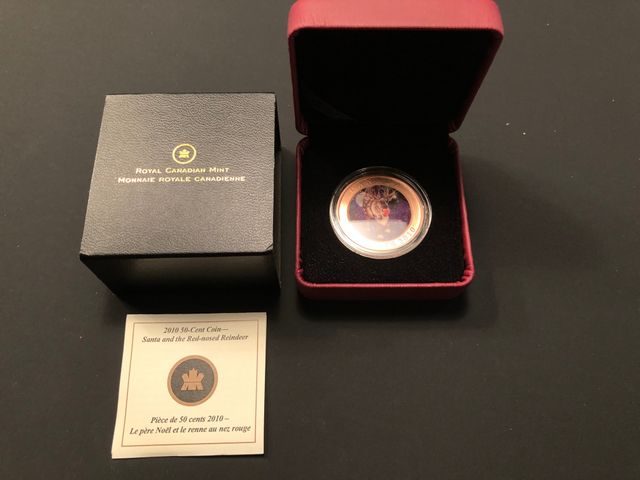 ROYAL CANADIAN MINT
MONNAIE ROYALE CANADIENNE
2010 50-Cent Coin—
Santa and the Red-nosed Reindeer
Pièce de 50 cents 2010 –
Le père Noël et le renne au nez rouge
2010